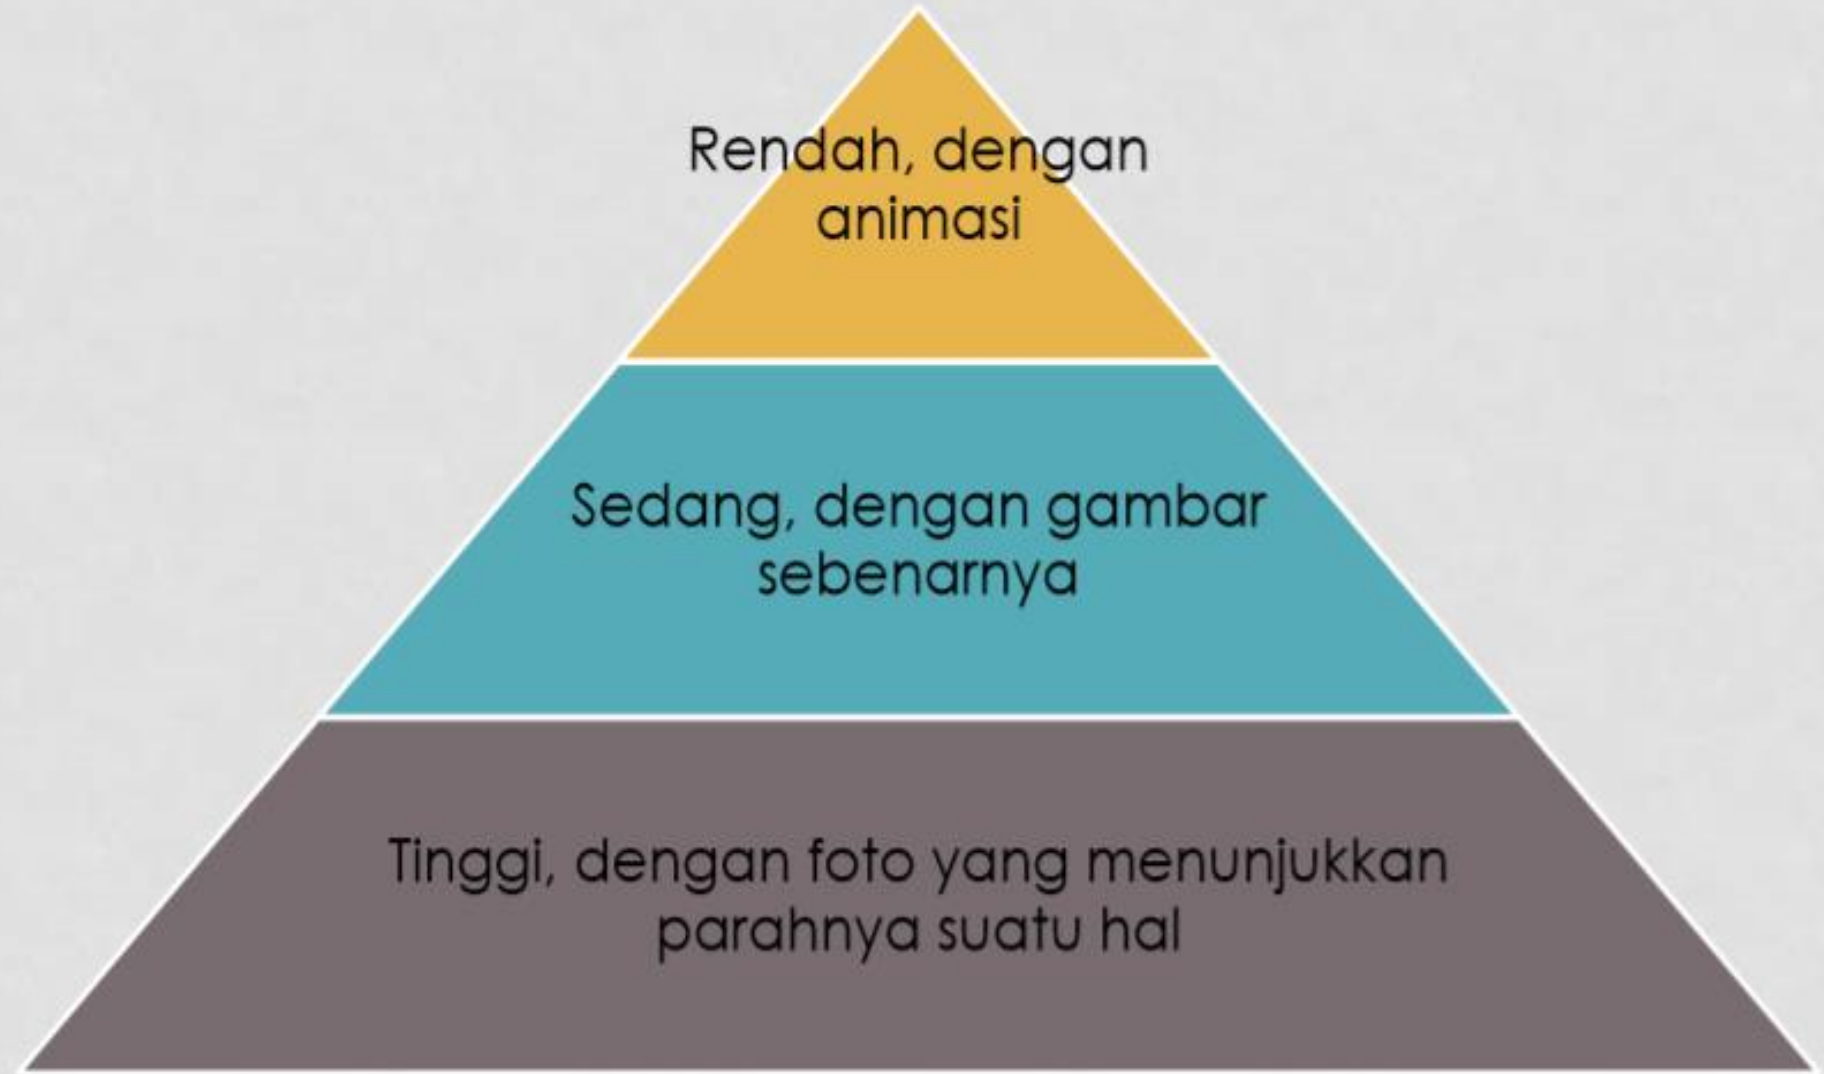 Rendah, dengan
animasi
Sedang, dengan gambar
sebenarnya
Tinggi, dengan foto yang menunjukkan
parahnya suatu hal